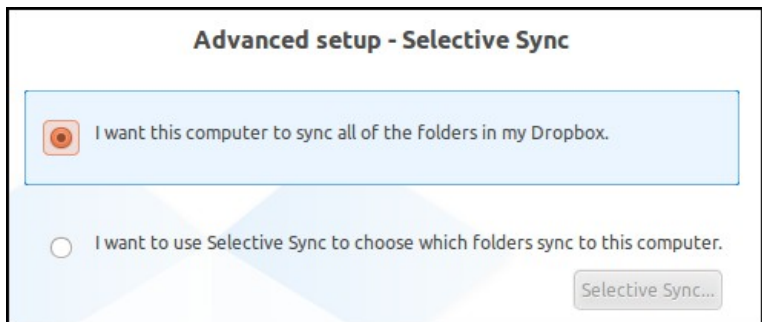 Advanced setup - Selective Sync
I want this computer to sync all of the folders in my Dropbox.
I want to use Selective Sync to choose which folders sync to this computer.
Selective Sync...